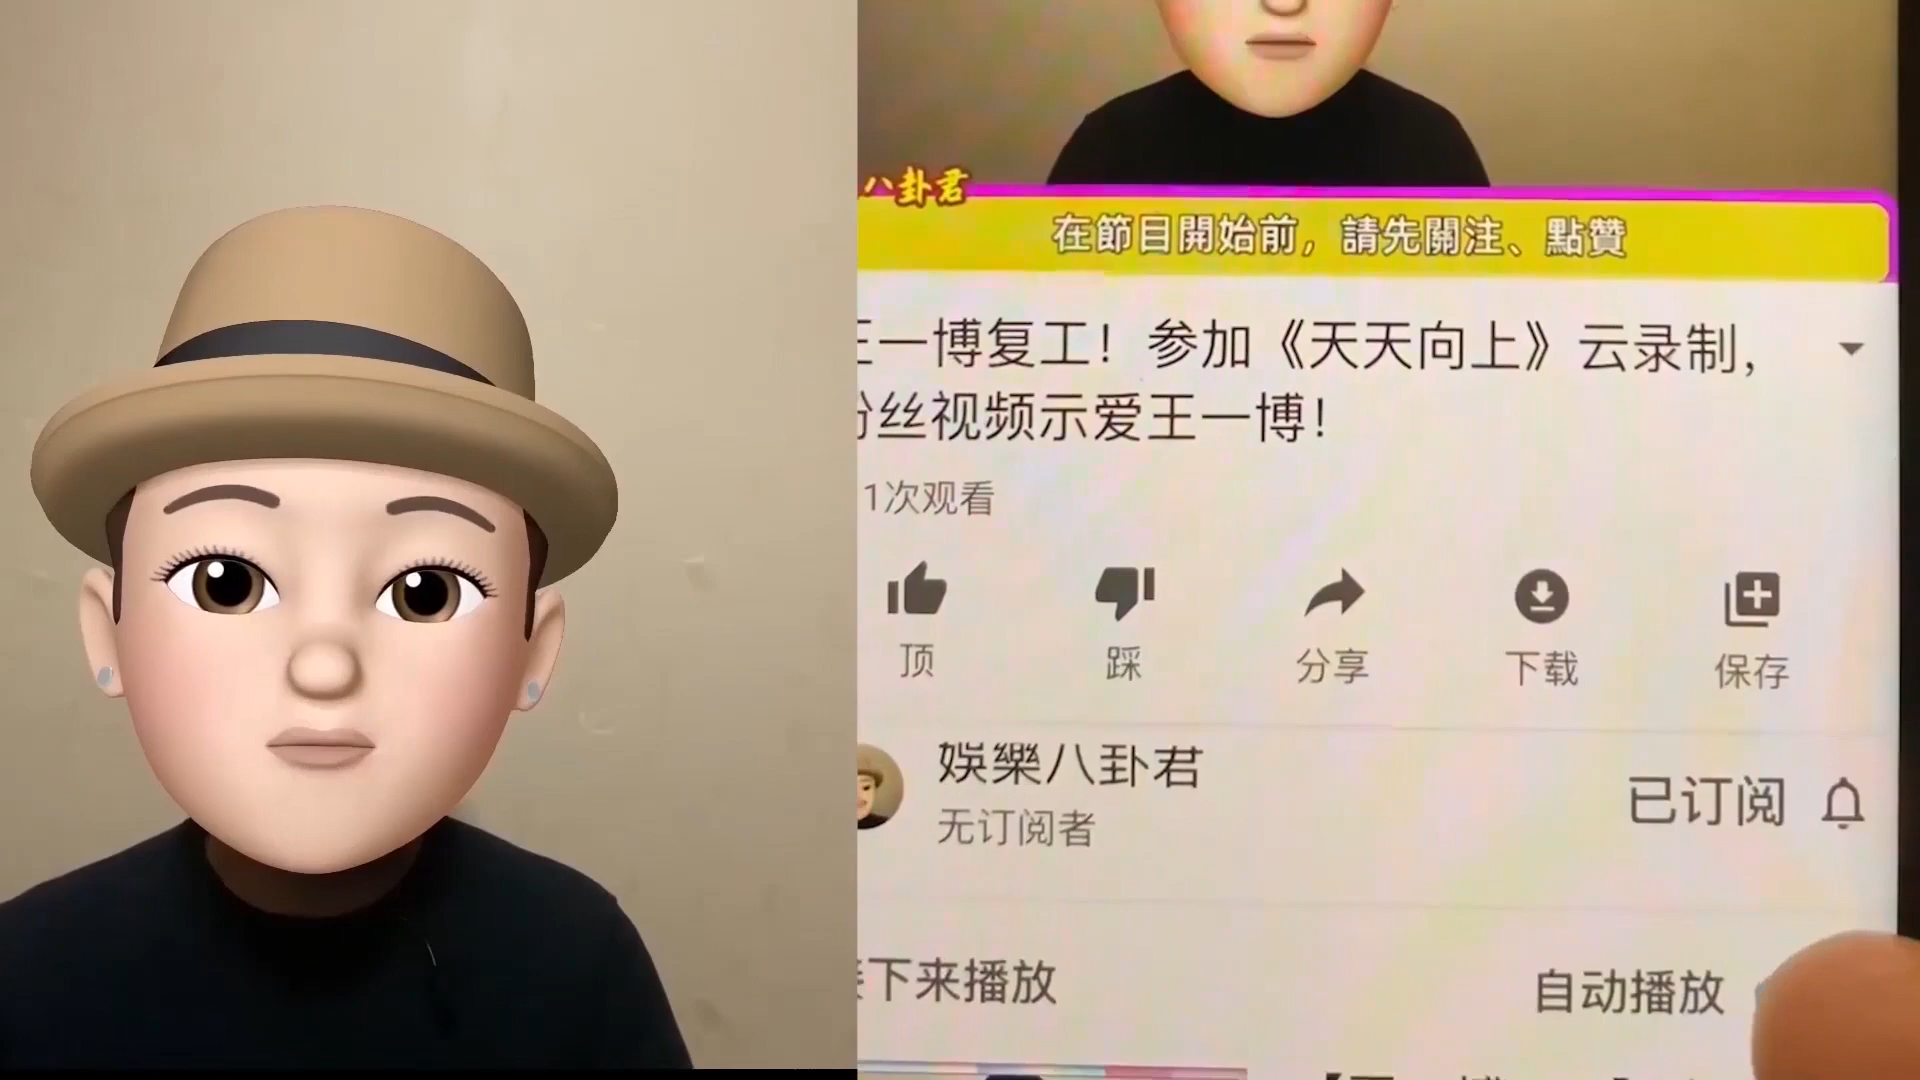 八卦君
在節目開始前，請先關注、點贊
王一博复工！参加《天天向上》云录制，
粉丝视频示爱王一博！
1次观看
顶 踩 分享 下载 保存
娛樂八卦君
无订阅者
已订阅
接下来播放 自动播放